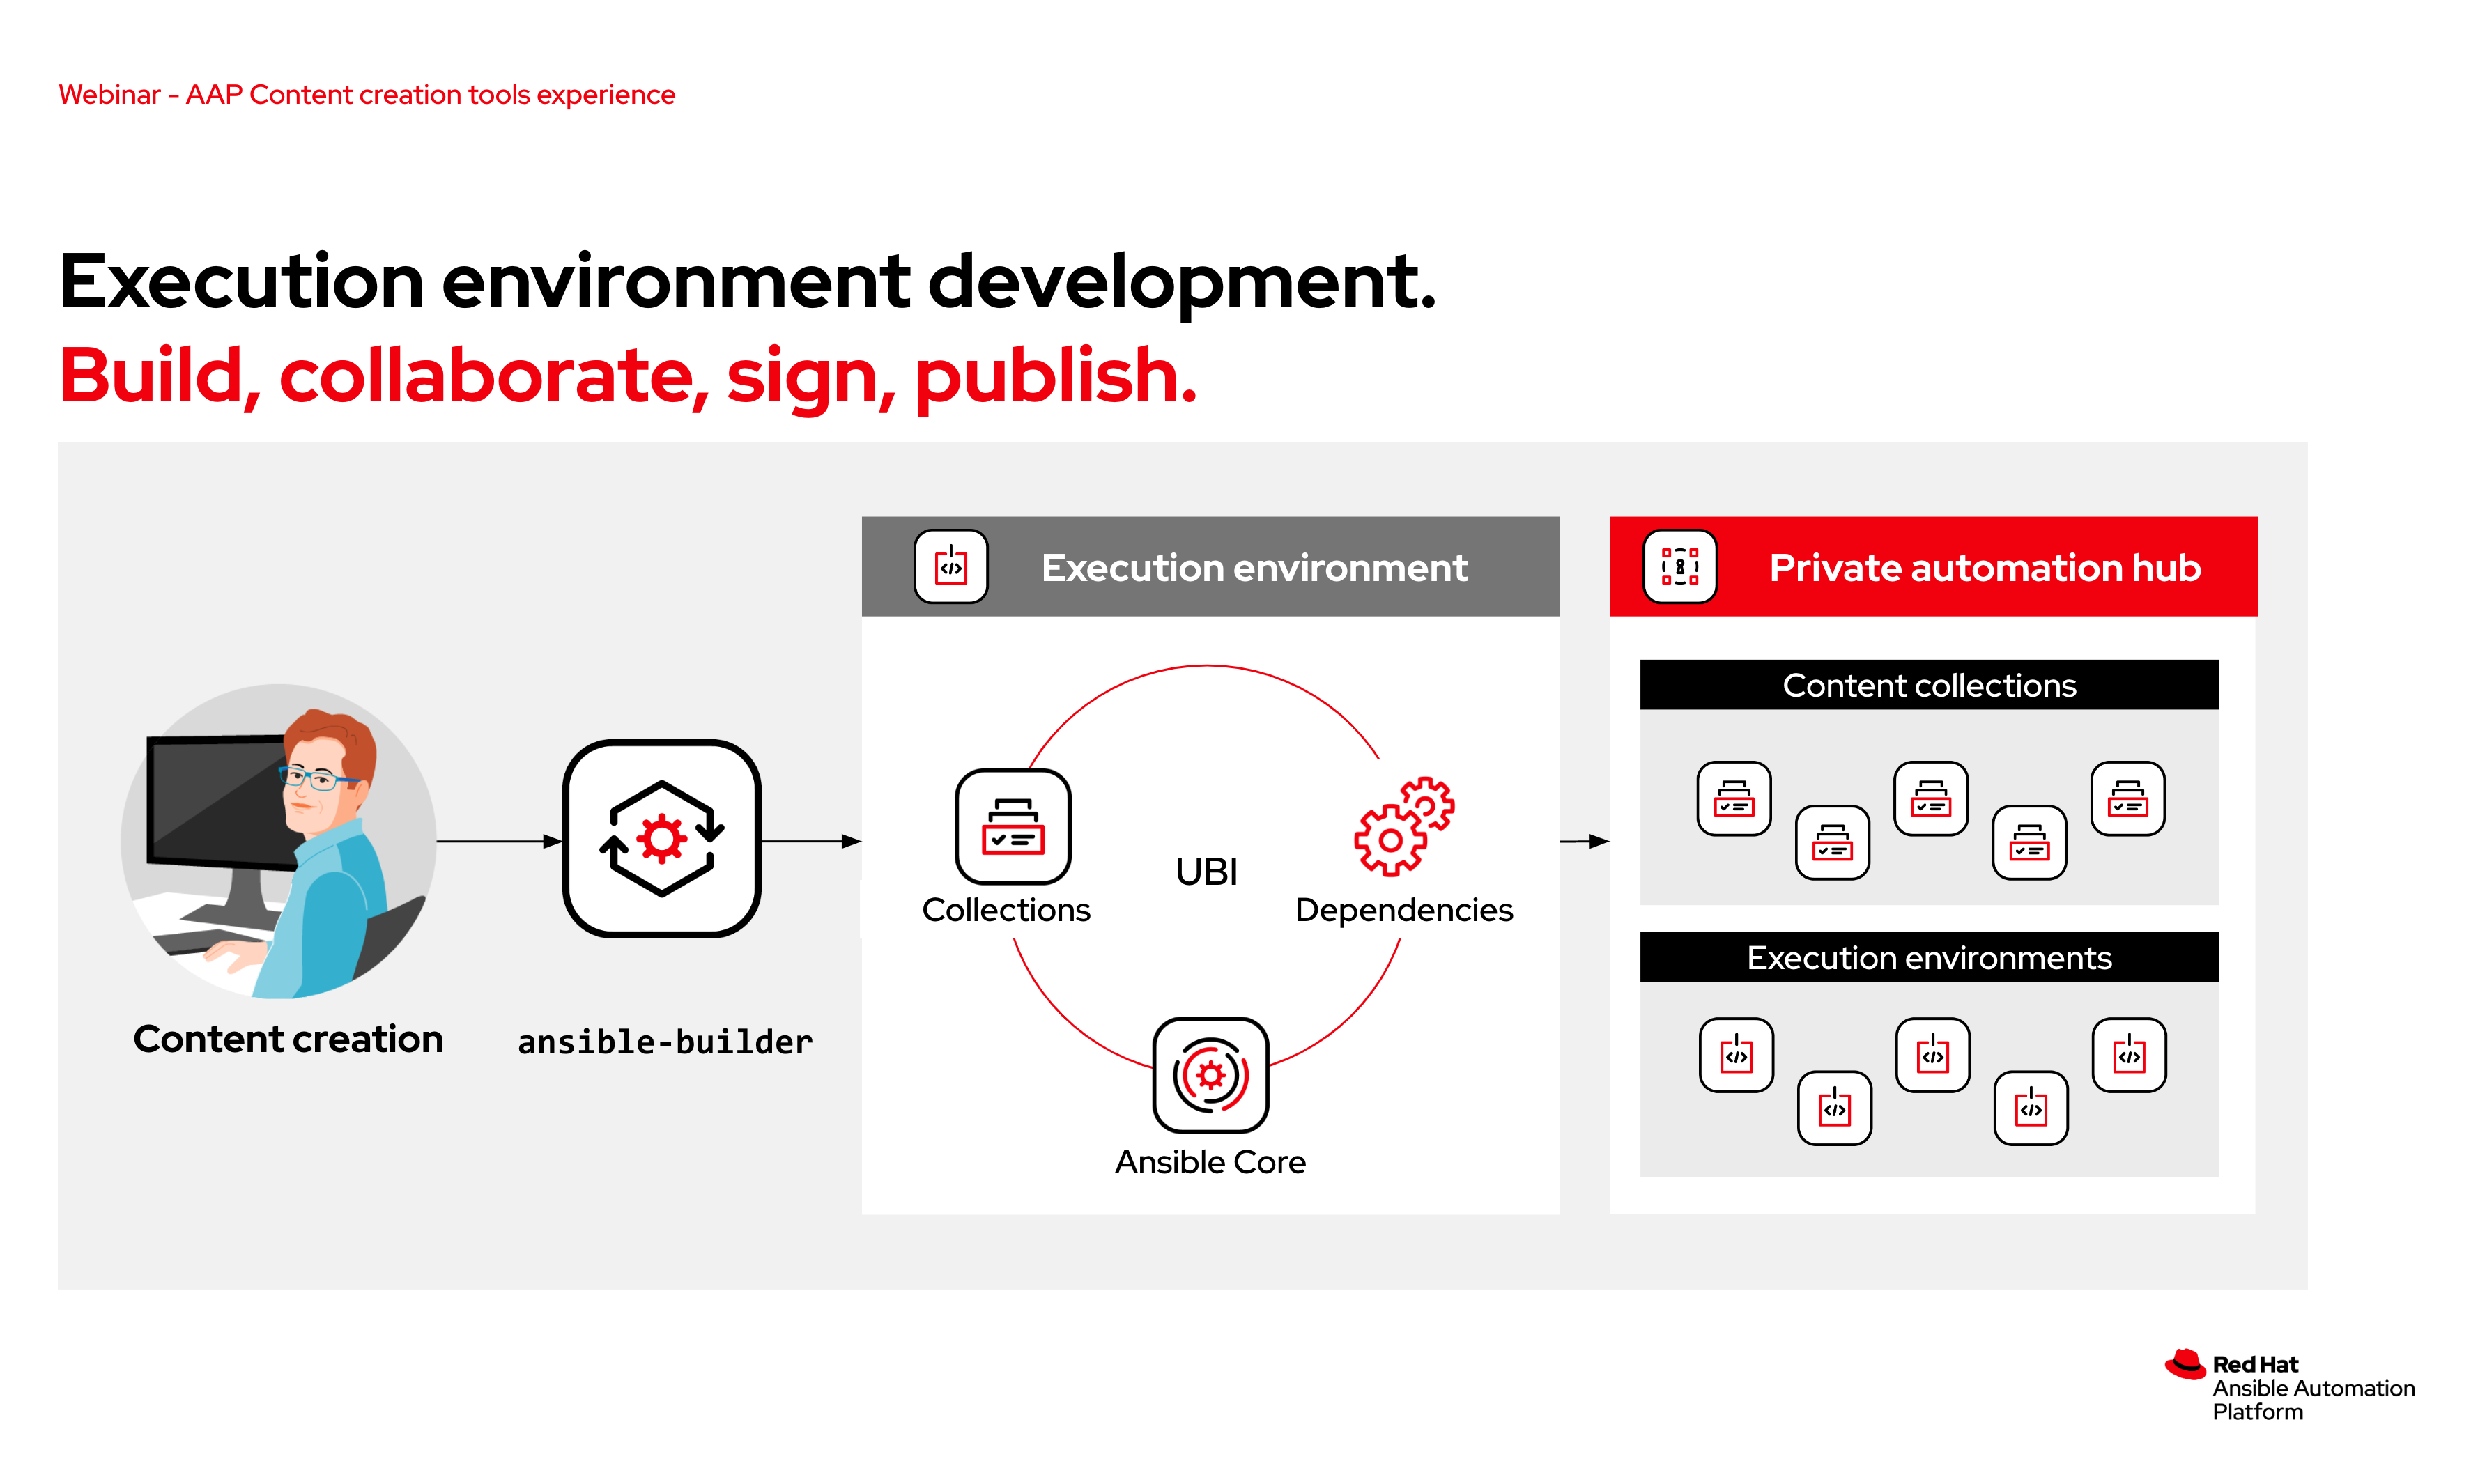 Webinar - AAP Content creation tools experience
Execution environment development.
Build, collaborate, sign, publish.
Content creation
ansible-builder
Execution environment
Collections
UBI
Dependencies
Ansible Core
Private automation hub
Content collections
Execution environments
Red Hat
Ansible Automation
Platform